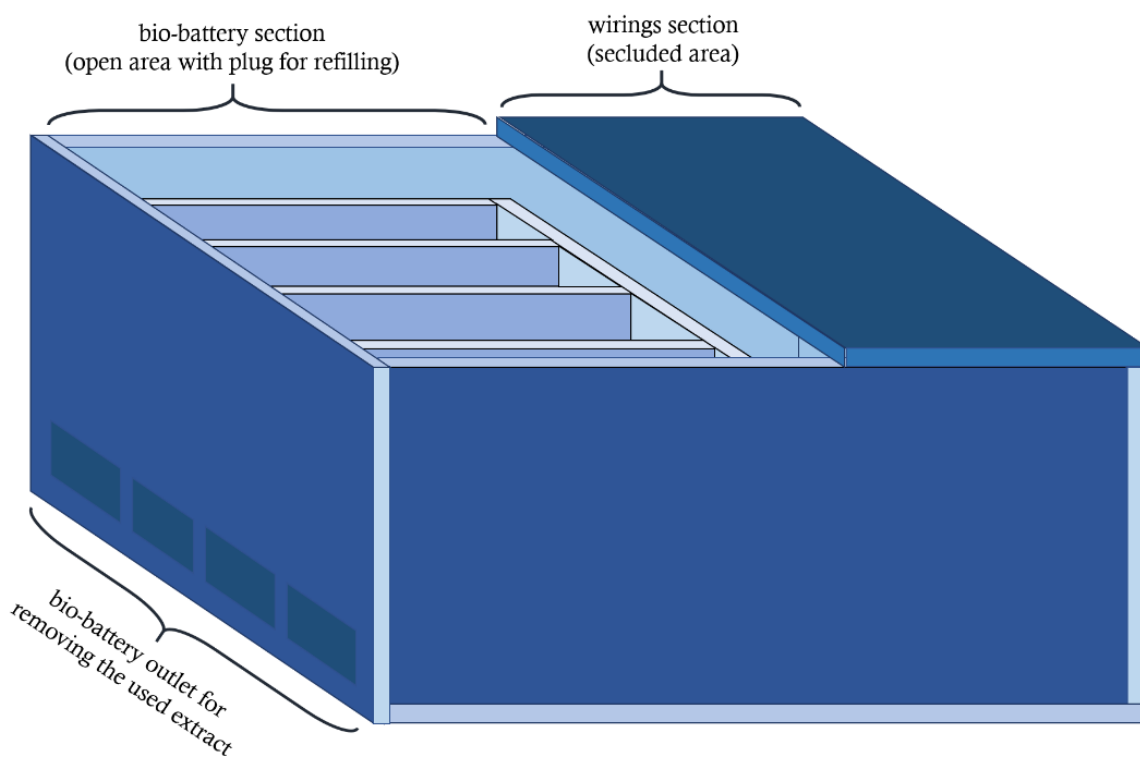 bio-battery section
(open area with plug for refilling)
wirings section
(secluded area)
bio-battery outlet for
removing the used extract